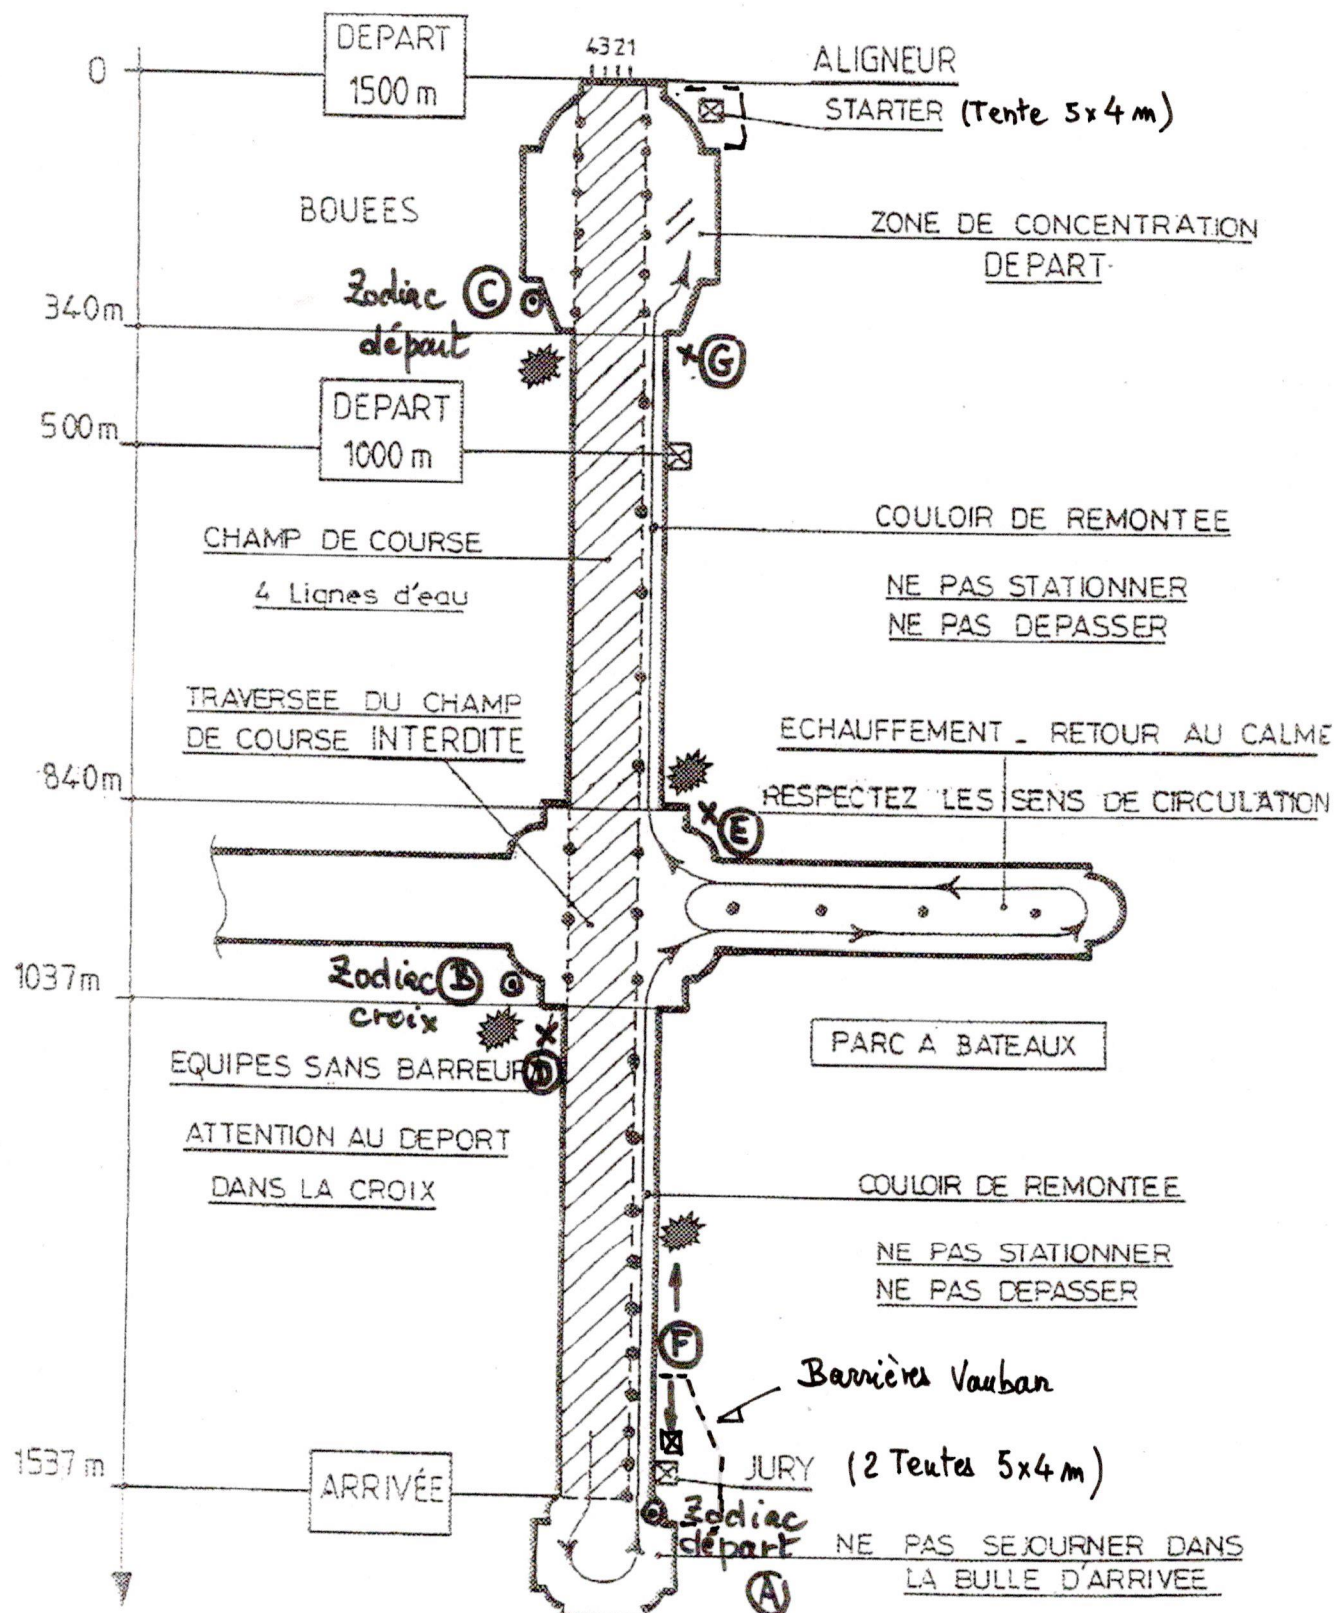 DEPART
1500 m
0
4321
ALIGNEUR
STARTER (Tente 5x4 m)
BOUEES
ZONE DE CONCENTRATION
DEPART
Zodiac C
départ
340m
G
DEPART
1000 m
500m
COULOIR DE REMONTEE
CHAMP DE COURSE
4 Lignes d'eau
NE PAS STATIONNER
NE PAS DEPASSER
TRAVERSEE DU CHAMP
DE COURSE INTERDITE
ECHAUFFEMENT _ RETOUR AU CALME
840m
RESPECTEZ LES SENS DE CIRCULATION
E
1037m
Zodiac B
croix
PARC A BATEAUX
EQUIPES SANS BARREUR
D
ATTENTION AU DEPORT
DANS LA CROIX
COULOIR DE REMONTEE
NE PAS STATIONNER
NE PAS DEPASSER
F
Barrières Vauban
1537m
ARRIVÉE
JURY (2 Tentes 5x4 m)
Zodiac
départ
A
NE PAS SEJOURNER DANS
LA BULLE D'ARRIVEE